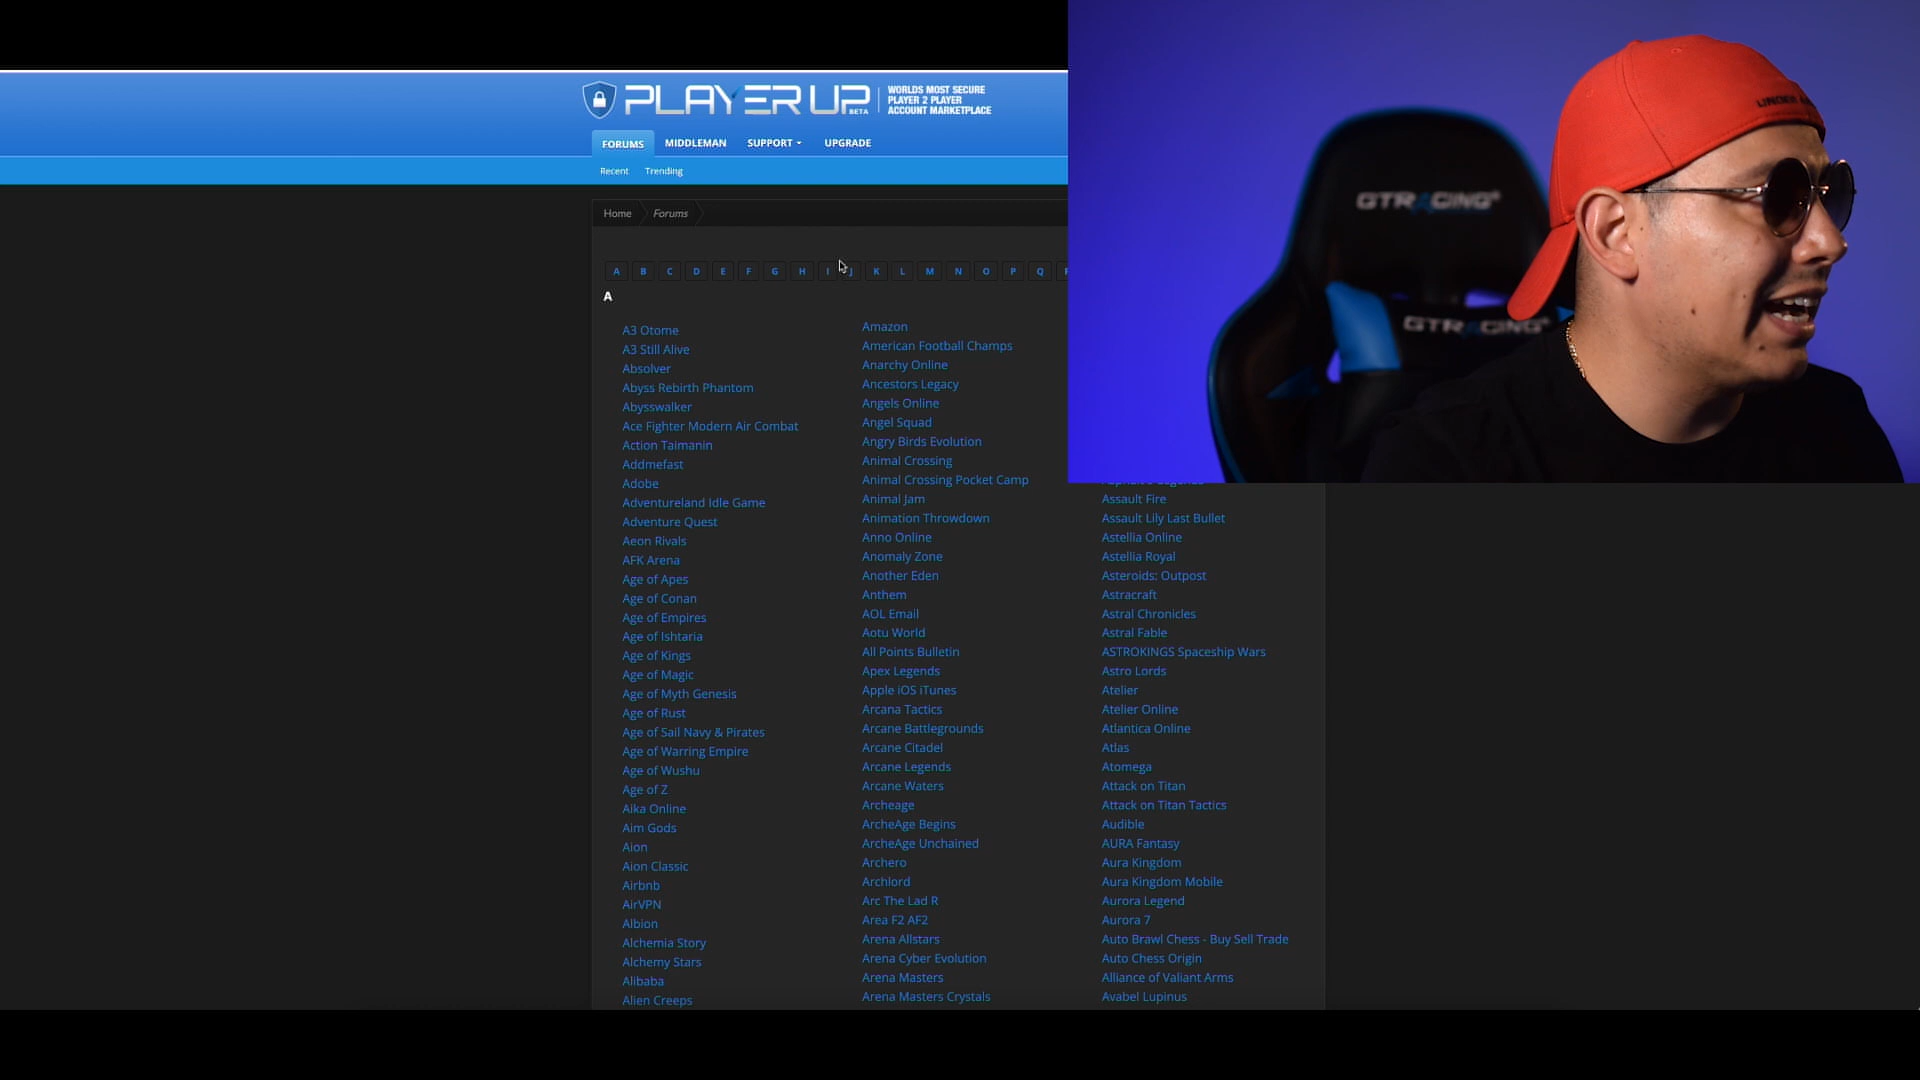 PLAYERUP BETA
WORLDS MOST SECURE
PLAYER 2 PLAYER
ACCOUNT MARKETPLACE
FORUMS MIDDLEMAN SUPPORT UPGRADE
Recent Trending
Home Forums
A B C D E F G H I J K L M N O P Q
A
A3 Otome
A3 Still Alive
Absolver
Abyss Rebirth Phantom
Abysswalker
Ace Fighter Modern Air Combat
Action Taimanin
Addmefast
Adobe
Adventureland Idle Game
Adventure Quest
Aeon Rivals
AFK Arena
Age of Apes
Age of Conan
Age of Empires
Age of Ishtaria
Age of Kings
Age of Magic
Age of Myth Genesis
Age of Rust
Age of Sail Navy & Pirates
Age of Warring Empire
Age of Wushu
Age of Z
Aika Online
Aim Gods
Aion
Aion Classic
Airbnb
AirVPN
Albion
Alchemia Story
Alchemy Stars
Alibaba
Alien Creeps
Amazon
American Football Champs
Anarchy Online
Ancestors Legacy
Angels Online
Angel Squad
Angry Birds Evolution
Animal Crossing
Animal Crossing Pocket Camp
Animal Jam
Animation Throwdown
Anno Online
Anomaly Zone
Another Eden
Anthem
AOL Email
Aotu World
All Points Bulletin
Apex Legends
Apple iOS iTunes
Arcana Tactics
Arcane Battlegrounds
Arcane Citadel
Arcane Legends
Arcane Waters
Archeage
ArcheAge Begins
ArcheAge Unchained
Archero
Archlord
Arc The Lad R
Area F2 AF2
Arena Allstars
Arena Cyber Evolution
Arena Masters
Arena Masters Crystals
Assault Fire
Assault Lily Last Bullet
Astellia Online
Astellia Royal
Asteroids: Outpost
Astracraft
Astral Chronicles
Astral Fable
ASTROKINGS Spaceship Wars
Astro Lords
Atelier
Atelier Online
Atlantica Online
Atlas
Atomega
Attack on Titan
Attack on Titan Tactics
Audible
AURA Fantasy
Aura Kingdom
Aura Kingdom Mobile
Aurora Legend
Aurora 7
Auto Brawl Chess - Buy Sell Trade
Auto Chess Origin
Alliance of Valiant Arms
Avabel Lupinus
GTRACING
GTRACING
UNDER